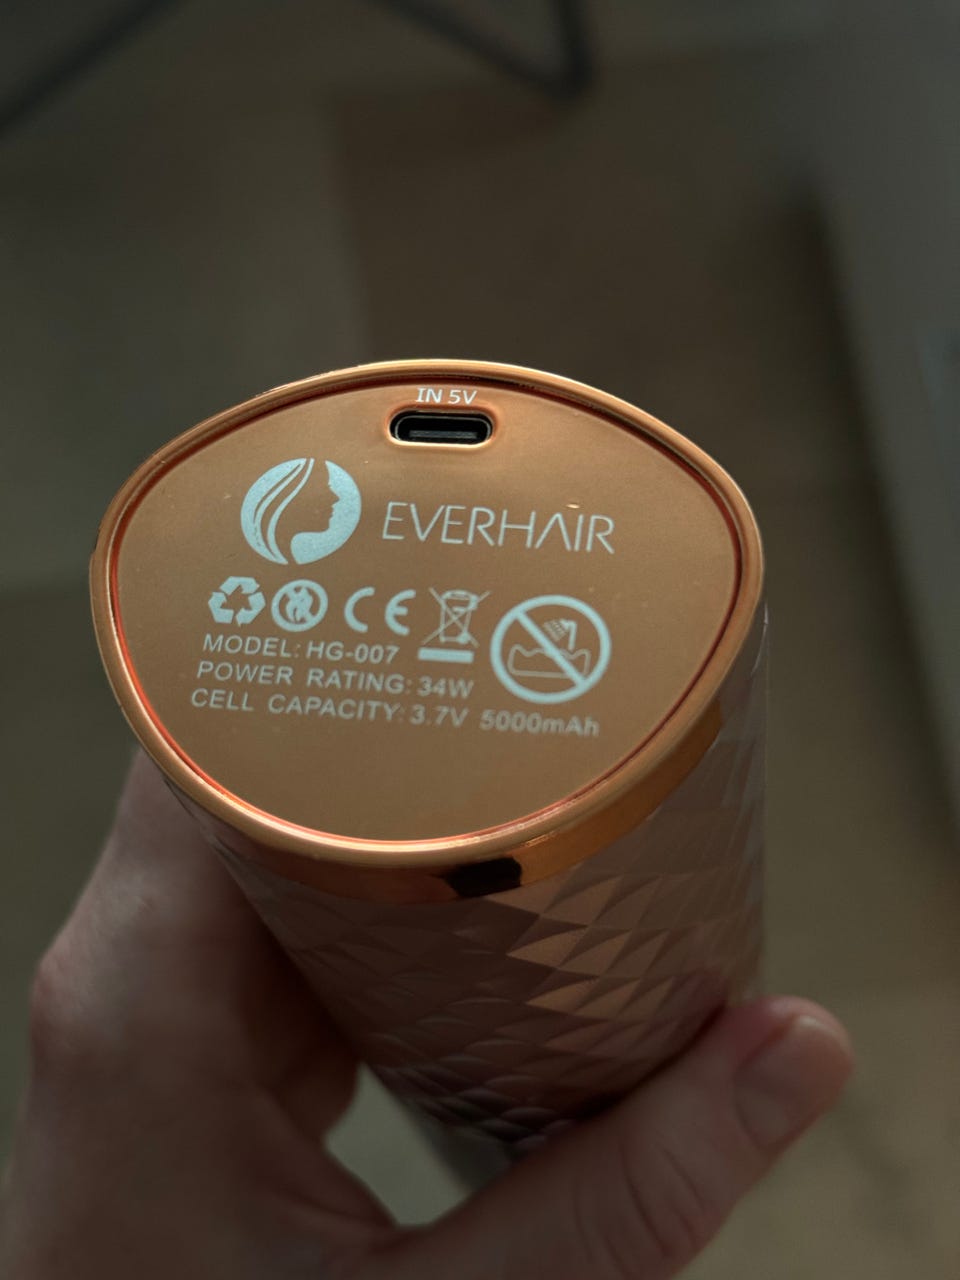 IN 5V
EVERHAIR
CE
MODEL: HG-007
POWER RATING: 34W
CELL CAPACITY: 3.7V 5000mAh